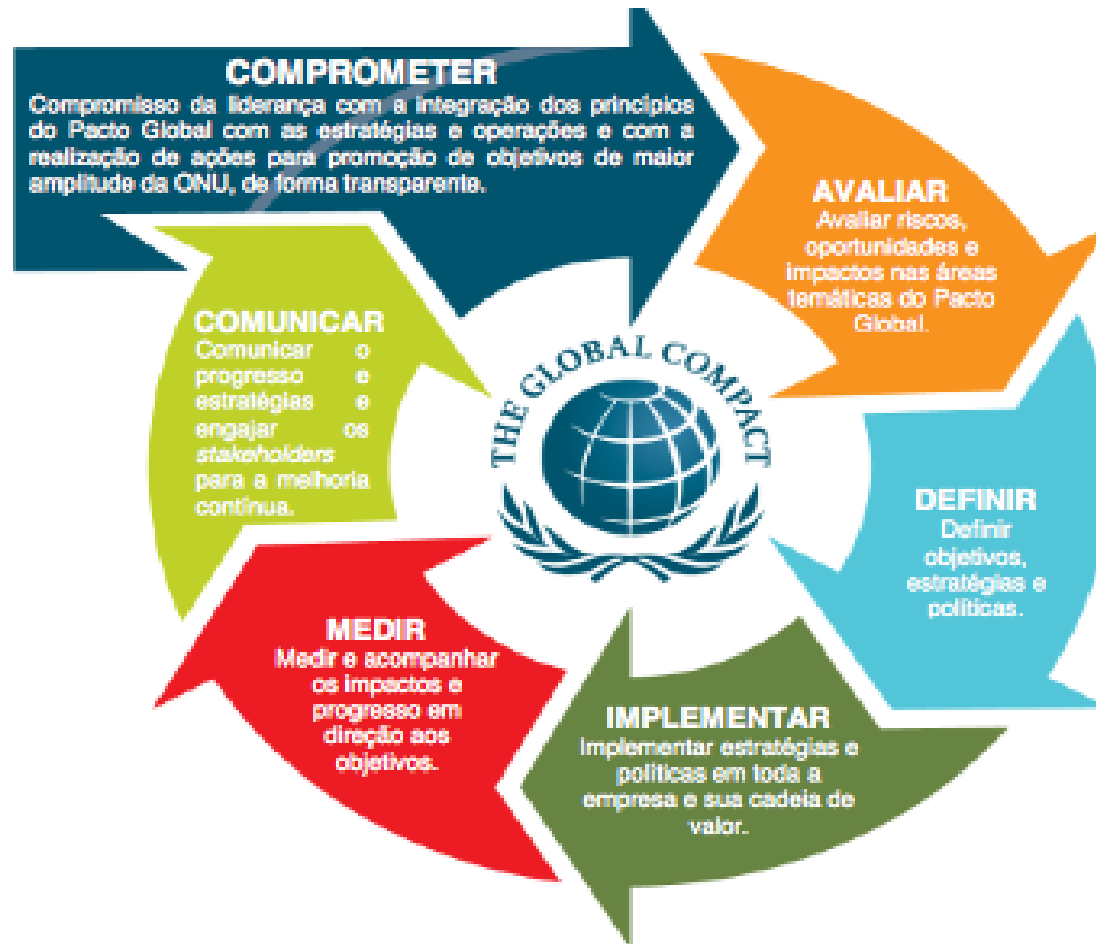 COMPROMETER
Compromisso da liderança com a integração dos princípios
do Pacto Global com as estratégias e operações e com a
realização de ações para promoção de objetivos de maior
amplitude da ONU, de forma transparente.
AVALIAR
Avaliar riscos,
oportunidades e
impactos nas áreas
temáticas do Pacto
Global.
DEFINIR
Definir
objetivos,
estratégias e
políticas.
IMPLEMENTAR
Implementar estratégias e
políticas em toda a
empresa e sua cadeia de
valor.
MEDIR
Medir e acompanhar
os impactos e
progresso em
direção aos
objetivos.
COMUNICAR
Comunicar o
progresso e
estratégias e
engajar os
stakeholders
para a melhoria
contínua.
THE GLOBAL COMPACT